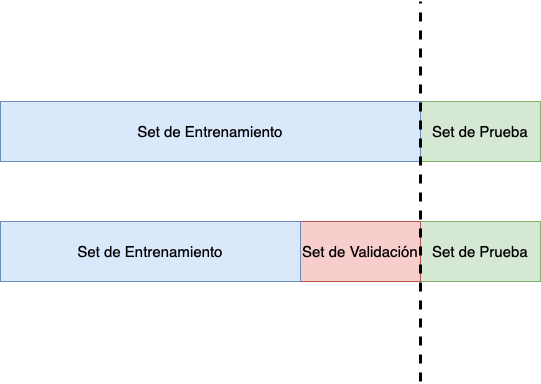 Set de Entrenamiento
Set de Prueba
Set de Entrenamiento
Set de Validación
Set de Prueba